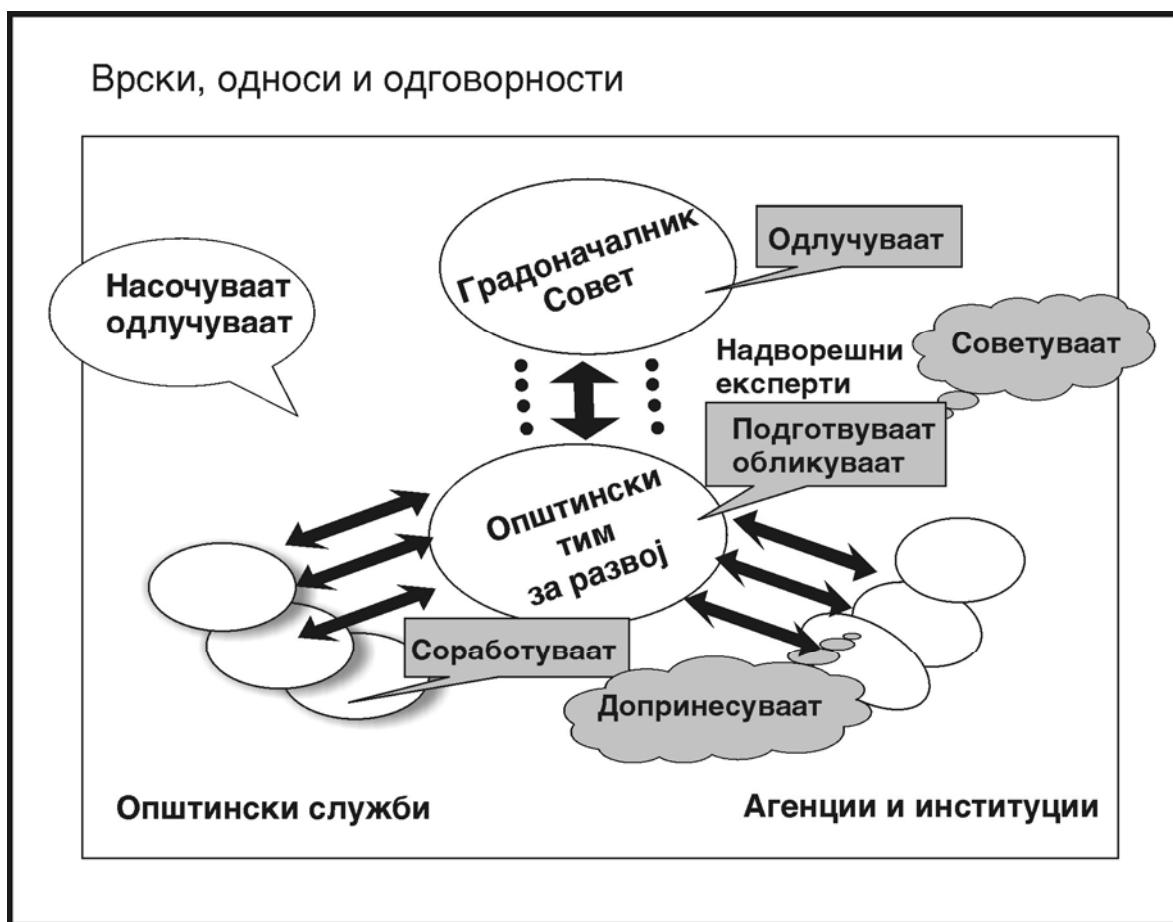 Врски, односи и одговорности
Градоначалник
Совет
Одлучуваат
Насочуваат
одлучуваат
Надворешни
експерти
Советуваат
Подготвуваат
обликуваат
Општински
тим
за развој
Соработуваат
Допринесуваат
Општински служби
Агенции и институции